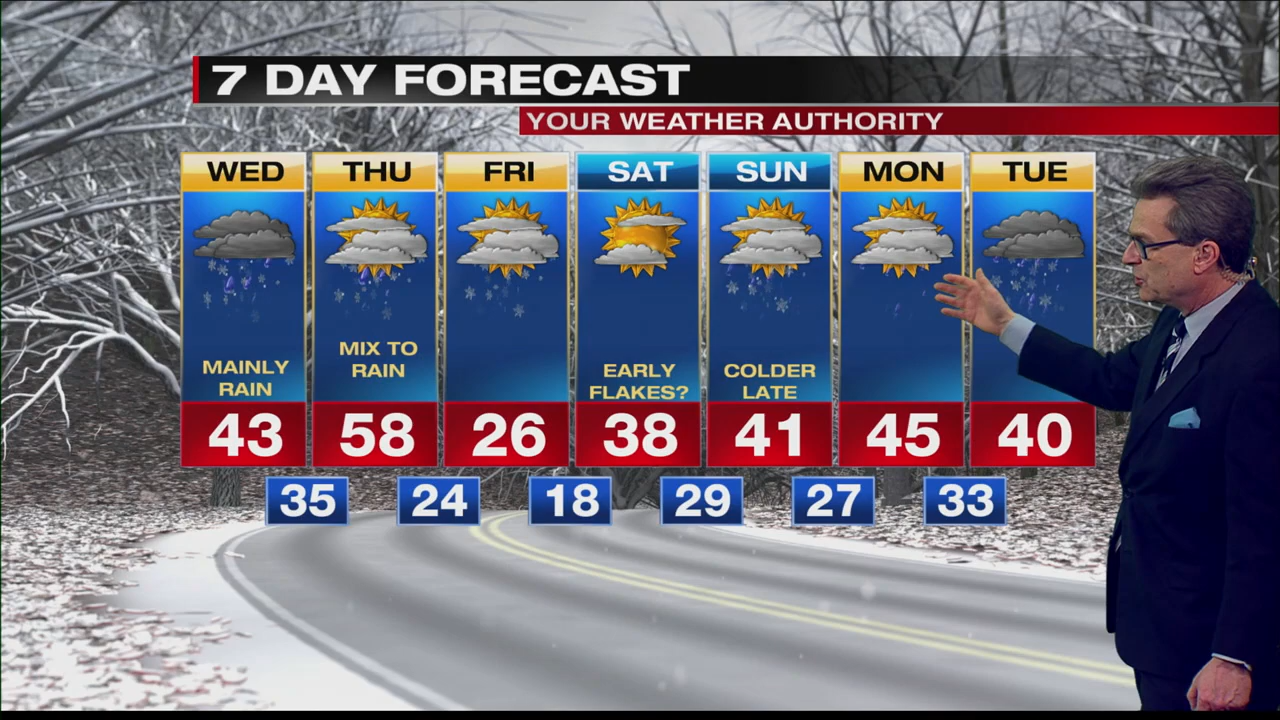 7 DAY FORECAST
YOUR WEATHER AUTHORITY
WED THU FRI SAT SUN MON TUE
MAINLY
RAIN
MIX TO
RAIN
EARLY
FLAKES?
COLDER
LATE
43 58 26 38 41 45 40
35 24 18 29 27 33